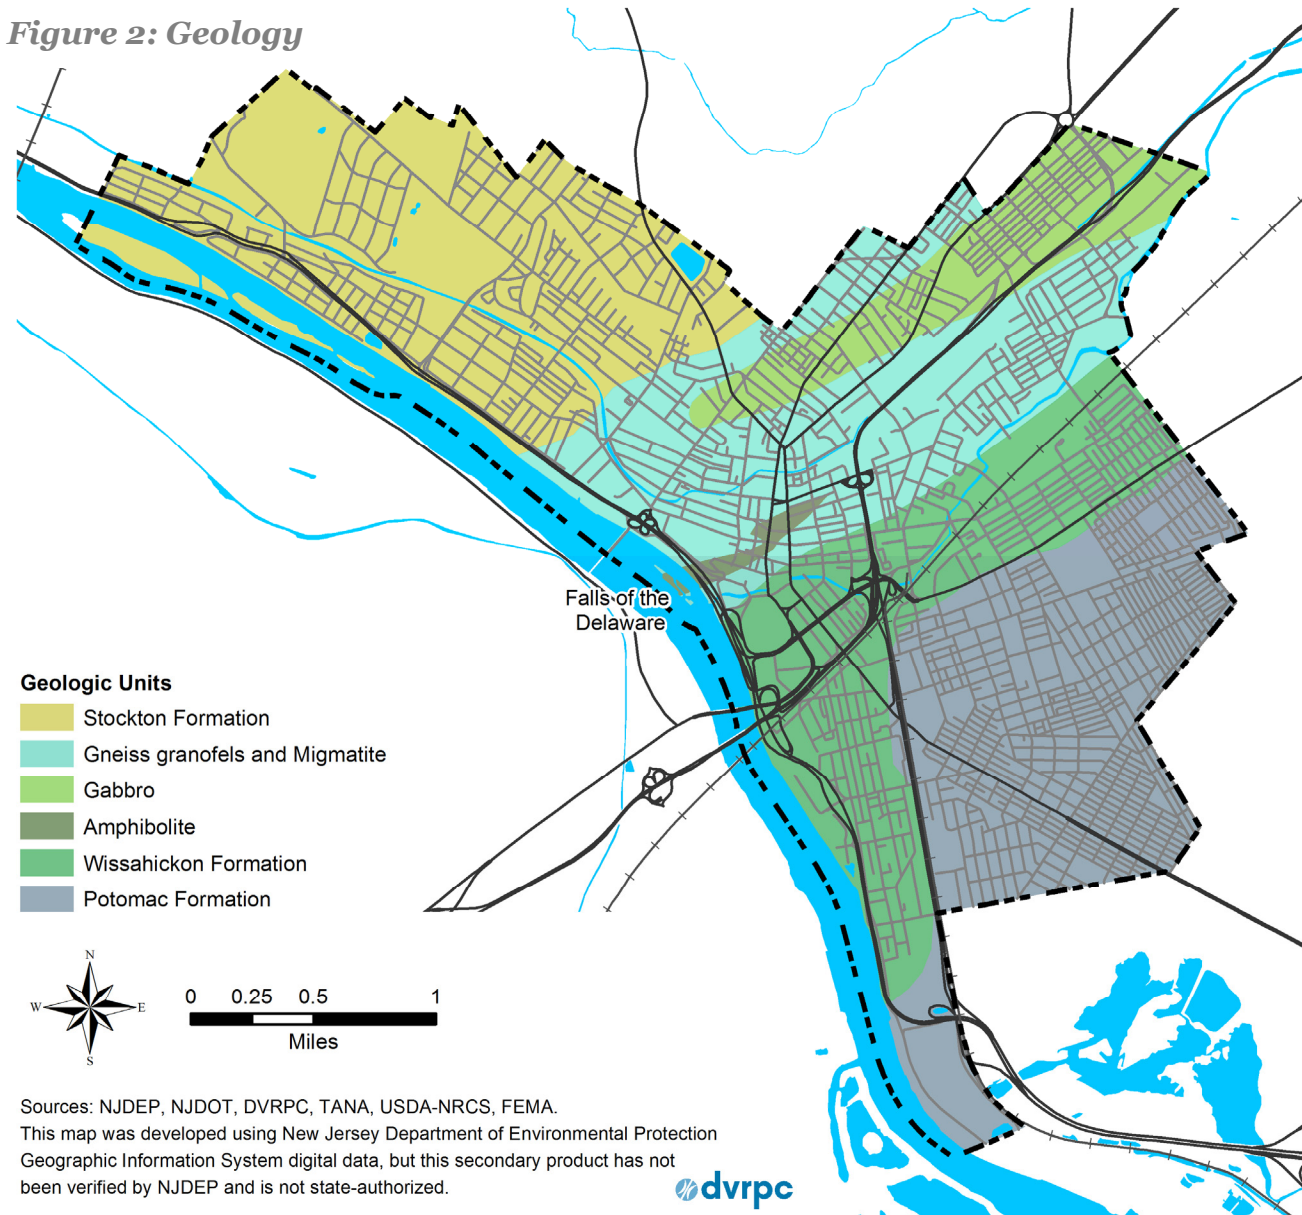 Figure 2: Geology
Falls of the
Delaware
Geologic Units
Stockton Formation
Gneiss granofels and Migmatite
Gabbro
Amphibolite
Wissahickon Formation
Potomac Formation
N
W
E
S
0 0.25 0.5 1
Miles
Sources: NJDEP, NJDOT, DVRPC, TANA, USDA-NRCS, FEMA.
This map was developed using New Jersey Department of Environmental Protection
Geographic Information System digital data, but this secondary product has not
been verified by NJDEP and is not state-authorized.
dvrpc